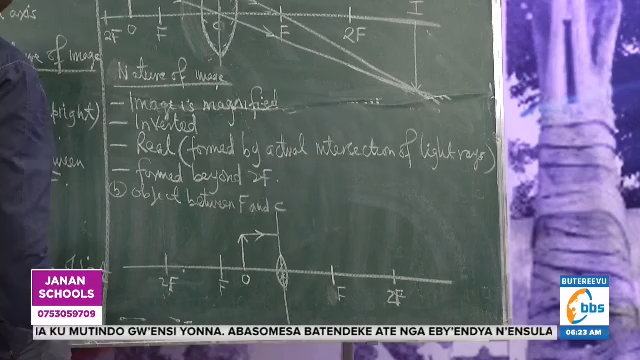 axis
2F O F C F 2F I
ure of image
Nature of image
- Image is magnified
- Inverted
- Real (formed by actual intersection of light rays)
- formed beyond 2F.
(b) Object between F and C
2F F O F 2F
JANAN
SCHOOLS
0753059709
BUTEREEVU
bbs
06:23 AM
IA KU MUTINDO GW'ENSI YONNA. ABASOMESA BATENDEKE ATE NGA EBY'ENDYA N'ENSULA